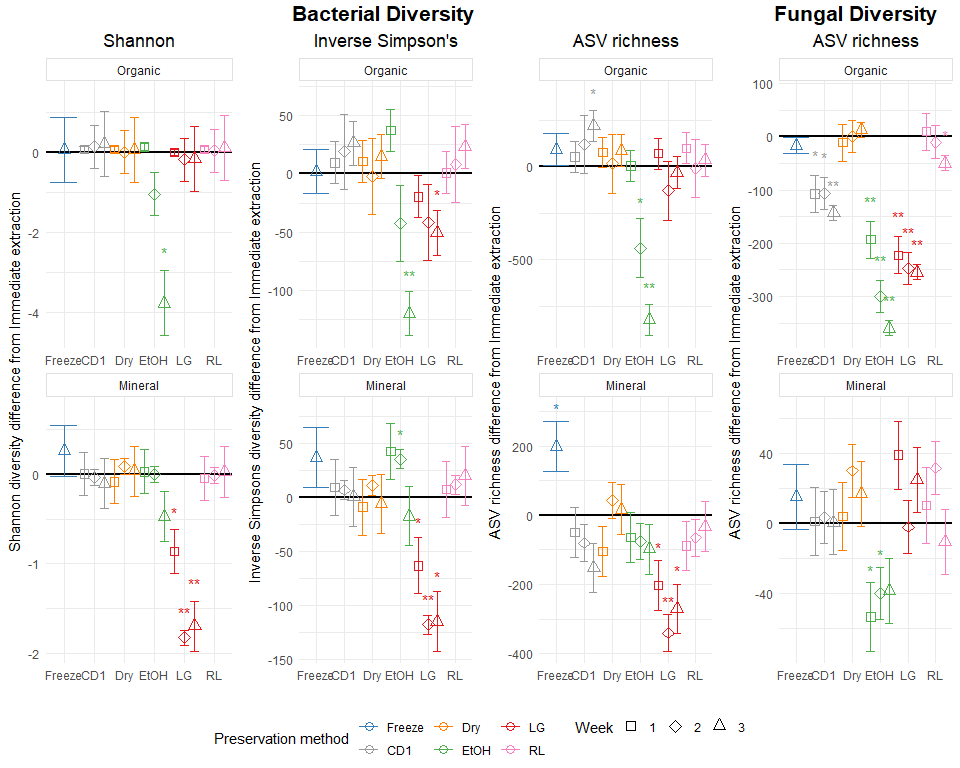 Bacterial Diversity
Fungal Diversity
Shannon
Inverse Simpson's
ASV richness
ASV richness
Shannon diversity difference from Immediate extraction
Organic
0
-2
-4
Freeze CD1 Dry EtOH LG RL
Mineral
0
-1
-2
Freeze CD1 Dry EtOH LG RL
Inverse Simpsons diversity difference from Immediate extraction
Organic
50
0
-50
-100
Freeze CD1 Dry EtOH LG RL
Mineral
50
0
-50
-100
-150
Freeze CD1 Dry EtOH LG RL
ASV richness difference from Immediate extraction
Organic
0
-500
Freeze CD1 Dry EtOH LG RL
Mineral
200
0
-200
-400
Freeze CD1 Dry EtOH LG RL
ASV richness difference from Immediate extraction
Organic
100
0
-100
-200
-300
Freeze CD1 Dry EtOH LG RL
Mineral
40
0
-40
Freeze CD1 Dry EtOH LG RL
Preservation method
Freeze Dry LG
CD1 EtOH RL
Week 1 2 3